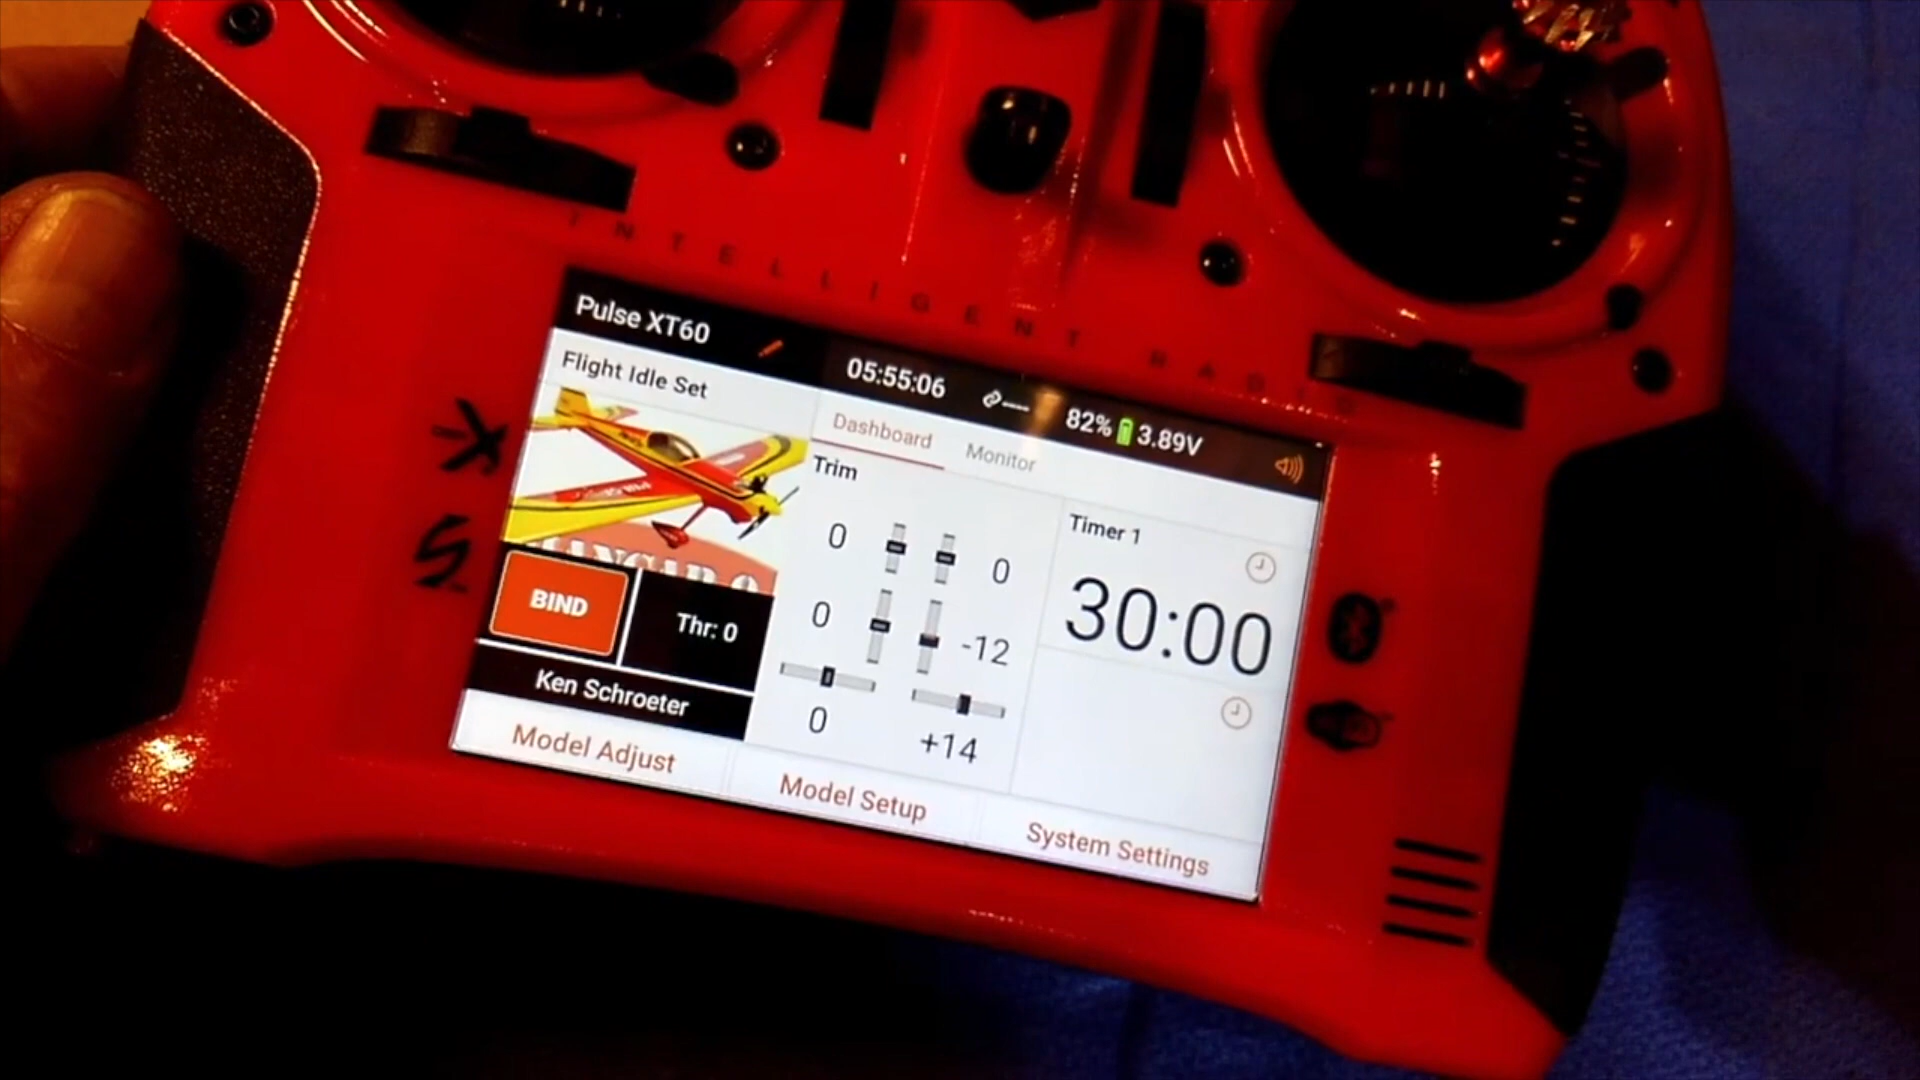 INTELLIGENT RADIO
Pulse XT60
05:55:06
82%
3.89V
Flight Idle Set
Dashboard
Monitor
Trim
0
0
0
-12
0
+14
Timer 1
30:00
BIND
Thr: 0
Ken Schroeter
Model Adjust
Model Setup
System Settings